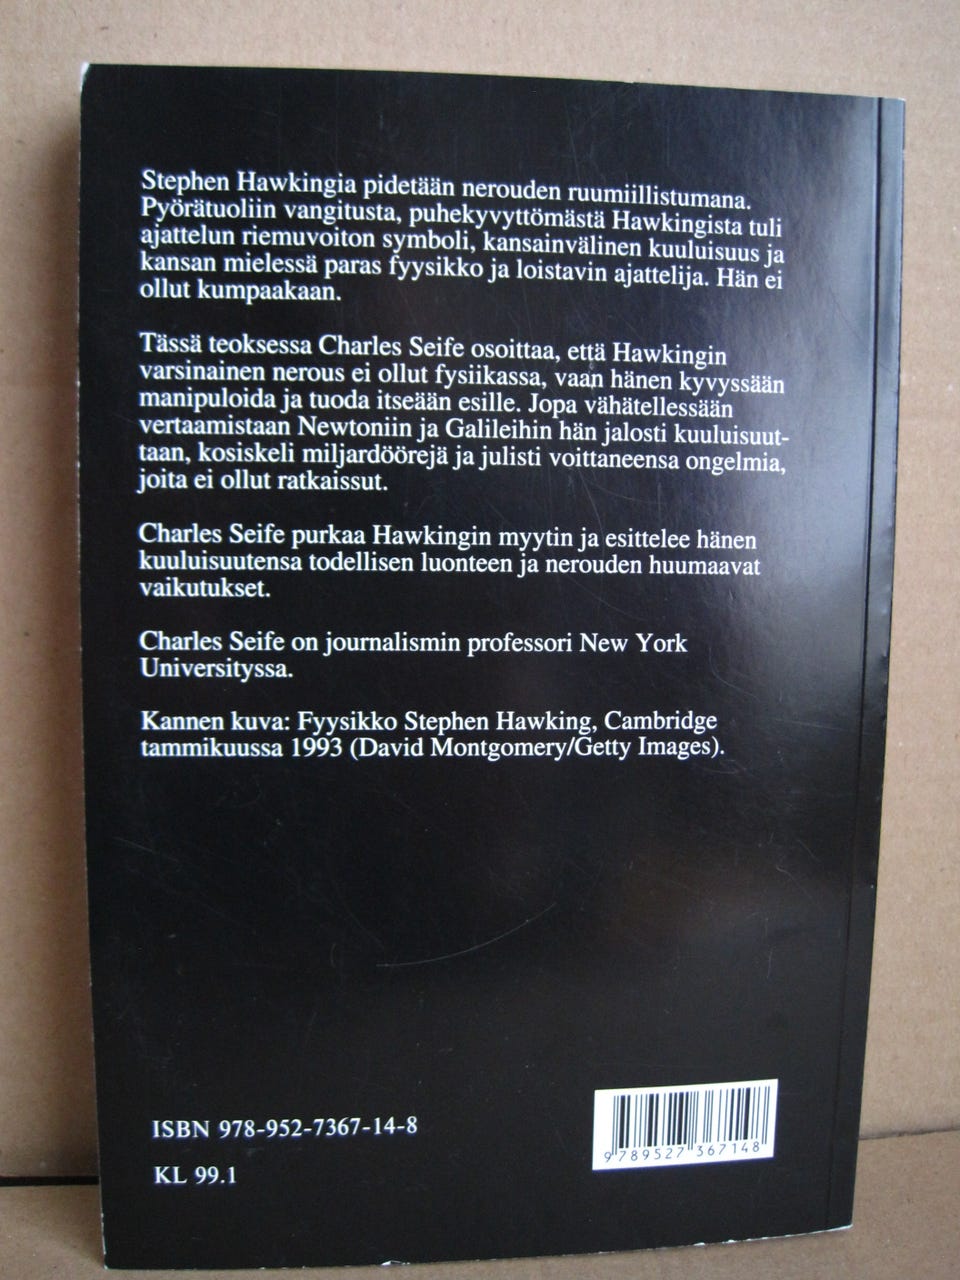 Stephen Hawkingia pidetään nerouden ruumiillistumana.
Pyörätuoliin vangitusta, puhekyvyttömästä Hawkingista tuli
ajattelun riemuvoiton symboli, kansainvälinen kuuluisuus ja
kansan mielessä paras fyysikko ja loistavin ajattelija. Hän ei
ollut kumpaakaan.
Tässä teoksessa Charles Seife osoittaa, että Hawkingin
varsinainen nerous ei ollut fysiikassa, vaan hänen kyvyssään
manipuloida ja tuoda itseään esille. Jopa vähätellessään
vertaamistaan Newtoniin ja Galileihin hän jalosti kuuluisuut-
taan, kosiskeli miljardöörejä ja julisti voittaneensa ongelmia,
joita ei ollut ratkaissut.
Charles Seife purkaa Hawkingin myytin ja esittelee hänen
kuuluisuutensa todellisen luonteen ja nerouden huumaavat
vaikutukset.
Charles Seife on journalismin professori New York
Universityssa.
Kannen kuva: Fyysikko Stephen Hawking, Cambridge
tammikuussa 1993 (David Montgomery/Getty Images).
ISBN 978-952-7367-14-8
KL 99.1
9 789527 367148